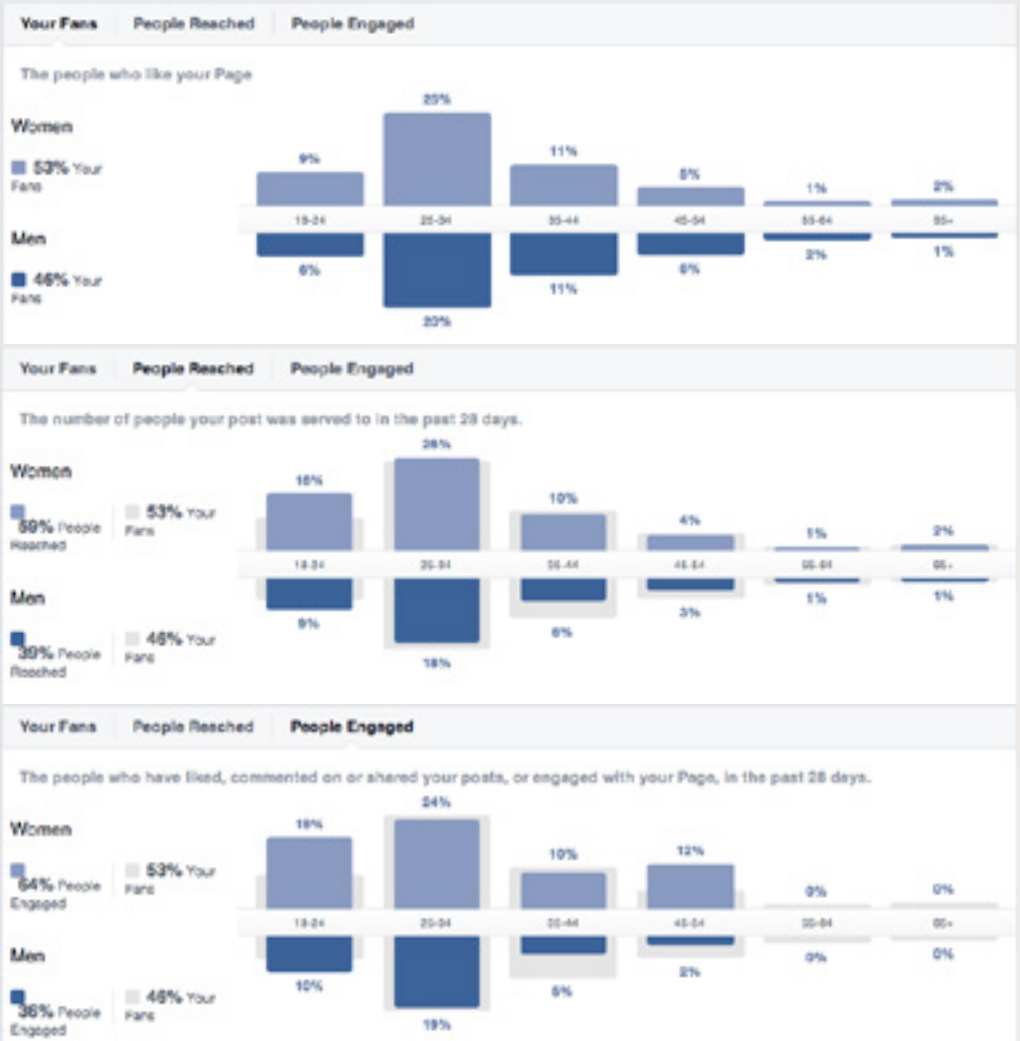 Your Fans People Reached People Engaged
The people who like your Page
Women
53% Your
Fans
9% 25% 11% 5% 1% 2%
18-24 25-34 35-44 45-54 55-64 65+
Men
46% Your
Fans
6% 20% 11% 6% 2% 1%
Your Fans People Reached People Engaged
The number of people your post was served to in the past 28 days.
Women
59% People
Reached
53% Your
Fans
16% 26% 10% 4% 1% 2%
18-24 25-34 35-44 45-54 55-64 65+
Men
39% People
Reached
46% Your
Fans
9% 18% 6% 3% 1% 1%
Your Fans People Reached People Engaged
The people who have liked, commented on or shared your posts, or engaged with your Page, in the past 28 days.
Women
64% People
Engaged
53% Your
Fans
24% 10% 12% 0% 0%
18-24 25-34 35-44 45-54 55-64 65+
Men
36% People
Engaged
46% Your
Fans
10% 19% 5% 2% 0% 0%